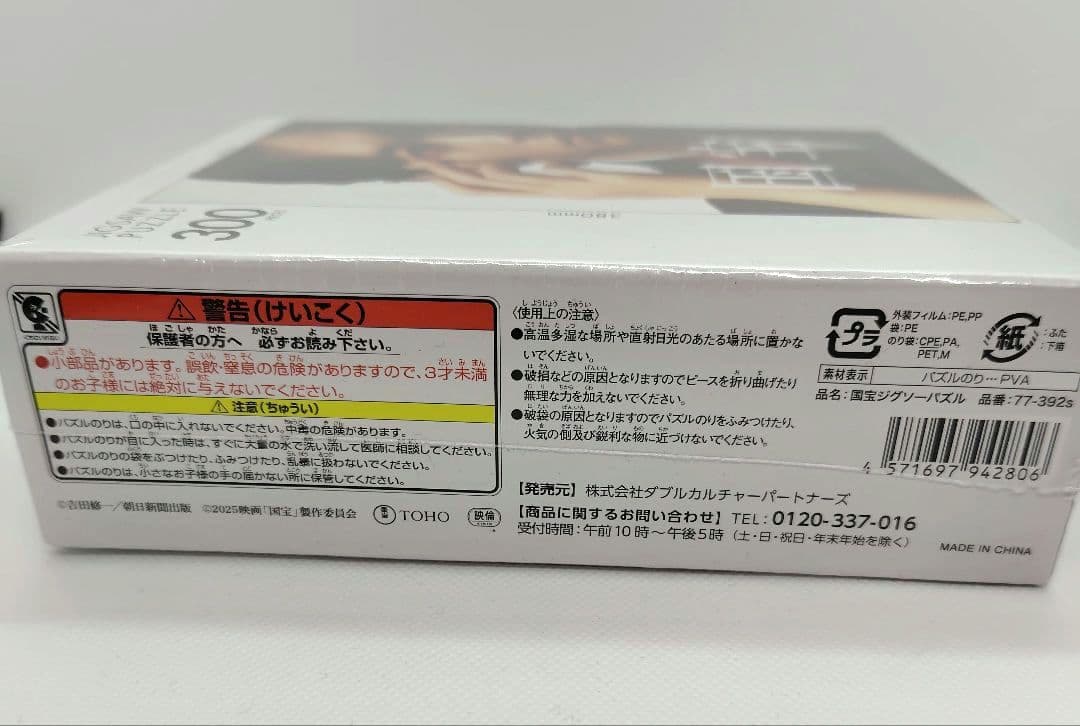 国宝
JIGSAW
PUZZLE
300
PIECE
380mm
警告(けいこく)
保護者の方へ 必ずお読み下さい。
●小部品があります。誤飲・窒息の危険がありますので、3才未満
のお子様には絶対に与えないでください。
注意(ちゅうい)
●パズルのりは、口の中に入れないでください。中毒の危険があります。
●パズルのりが目に入った時は、すぐに大量の水で洗い流して医師に相談してください。
●パズルのりの袋をぶつけたり、ふみつけたり、乱暴に扱わないでください。
●パズルのりは、小さなお子様の手の届かない所に保管してください。
©吉田修一/朝日新聞出版 ©2025映画「国宝」製作委員会 TOHO 映倫
〈使用上の注意〉
●高温多湿な場所や直射日光のあたる場所に置かな
いでください。
●破損などの原因となりますのでピースを折り曲げたり
無理な力を加えないでください。
●破袋の原因となりますのでパズルのりをふみつけたり、
火気の側及び鋭利な物に近づけないでください。
【発売元】株式会社ダブルカルチャーパートナーズ
【商品に関するお問い合わせ】TEL:0120-337-016
受付時間:午前10時〜午後5時(土・日・祝日・年末年始を除く)
プラ
外装フィルム:PE,PP
袋:PE
のり袋:CPE,PA,
PET,M
紙
:ふた
:下箱
素材表示 パズルのり…PVA
品名:国宝ジグソーパズル 品番:77-392s
4 571697 942806
MADE IN CHINA